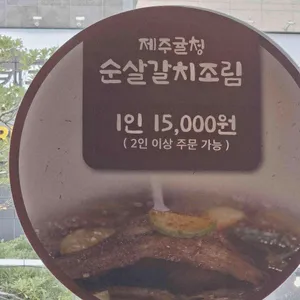 제주귤청
순살갈치조림
1인 15,000원
( 2인 이상 주문 가능 )